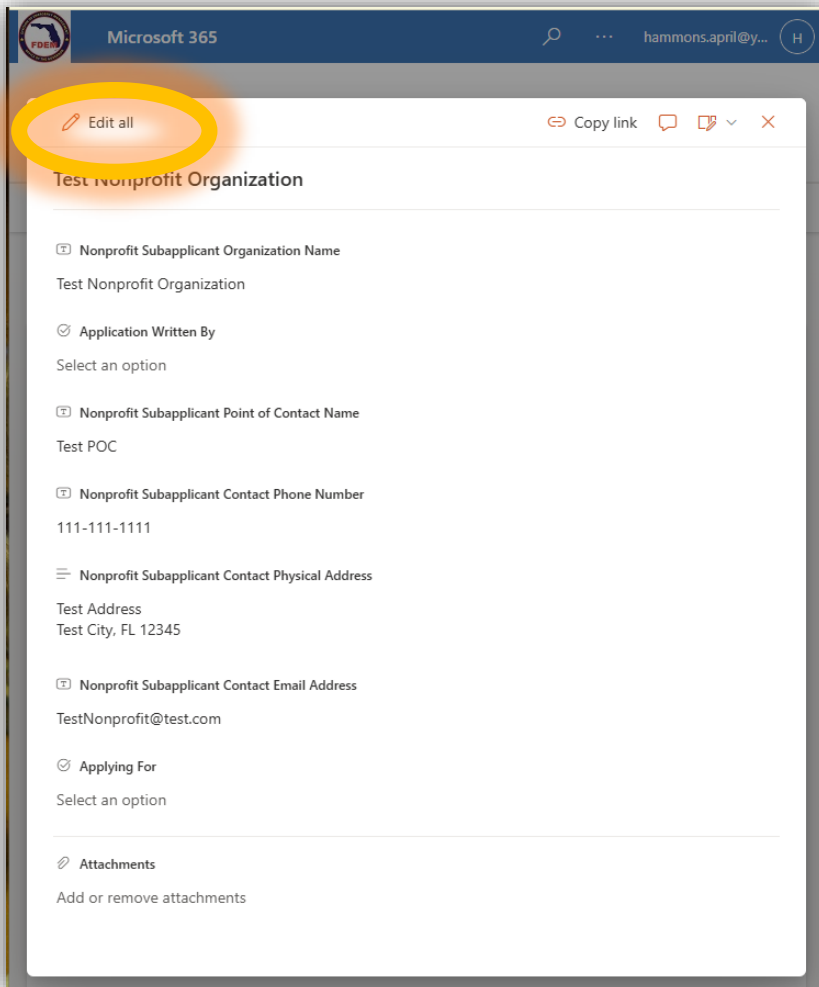 FDEM
Microsoft 365
...
hammons.april@y...
H
Edit all
Copy link
Test Nonprofit Organization
Nonprofit Subapplicant Organization Name
Test Nonprofit Organization
Application Written By
Select an option
Nonprofit Subapplicant Point of Contact Name
Test POC
Nonprofit Subapplicant Contact Phone Number
111-111-1111
Nonprofit Subapplicant Contact Physical Address
Test Address
Test City, FL 12345
Nonprofit Subapplicant Contact Email Address
TestNonprofit@test.com
Applying For
Select an option
Attachments
Add or remove attachments